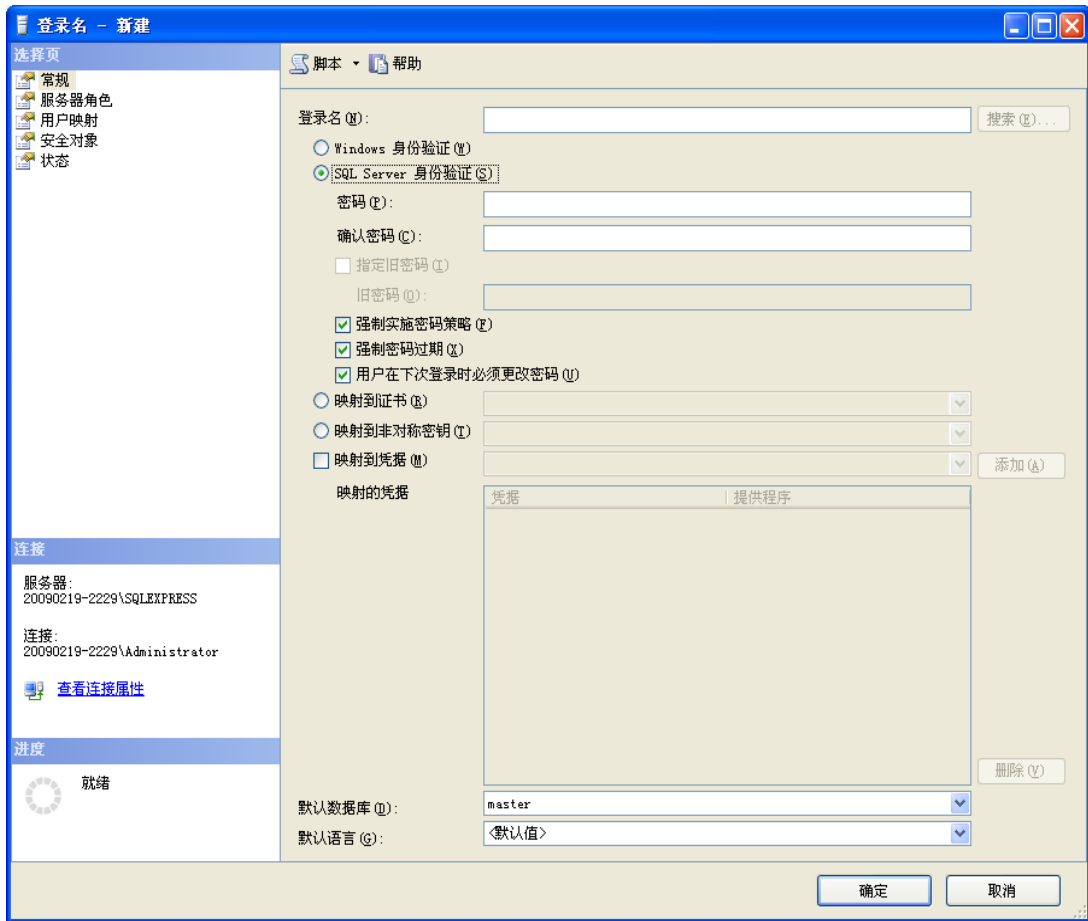 登录名 - 新建
选择页
常规
服务器角色
用户映射
安全对象
状态
脚本 帮助
登录名(N):
搜索(E)...
Windows 身份验证(W)
SQL Server 身份验证(S)
密码(P):
确认密码(C):
指定旧密码(I)
旧密码(O):
强制实施密码策略(F)
强制密码过期(X)
用户在下次登录时必须更改密码(U)
映射到证书(R)
映射到非对称密钥(T)
映射到凭据(M)
添加(A)
映射的凭据
凭据 提供程序
删除(V)
默认数据库(D): master
默认语言(G): <默认值>
连接
服务器:
20090219-2229\SQLEXPRESS
连接:
20090219-2229\Administrator
查看连接属性
进度
就绪
确定 取消